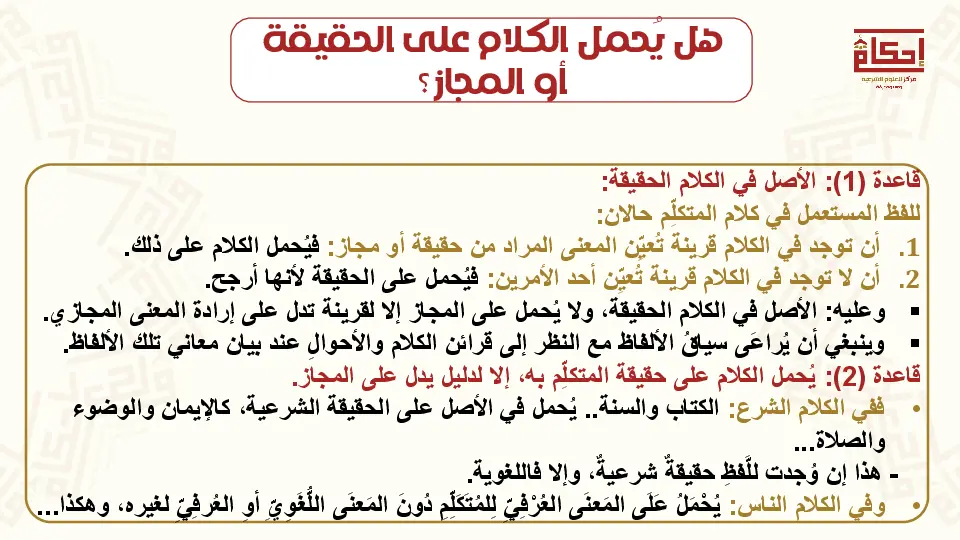 هل يُحمل الكلام على الحقيقة
أو المجاز؟
إحكام
مركز للعلوم الشرعية
قاعدة (1): الأصل في الكلام الحقيقة:
للفظ المستعمل في كلام المتكلِّم حالان:
1. أن توجد في الكلام قرينة تُعيّن المعنى المراد من حقيقة أو مجاز: فيُحمل الكلام على ذلك.
2. أن لا توجد في الكلام قرينة تُعيِّن أحد الأمرين: فيُحمل على الحقيقة لأنها أرجح.
▪ وعليه: الأصل في الكلام الحقيقة، ولا يُحمل على المجاز إلا لقرينة تدل على إرادة المعنى المجازي.
▪ وينبغي أن يُراعَى سياقُ الألفاظ مع النظر إلى قرائن الكلام والأحوالِ عند بيان معاني تلك الألفاظ.
قاعدة (2): يُحمل الكلام على حقيقة المتكلِّم به، إلا لدليل يدل على المجاز.
• ففي الكلام الشرع: الكتاب والسنة.. يُحمل في الأصل على الحقيقة الشرعية، كالإيمان والوضوء
والصلاة...
- هذا إن وُجدت للَّفظِ حقيقةٌ شرعيةٌ، وإلا فاللغوية.
• وفي الكلام الناس: يُحْمَلُ عَلَى المَعنَى العُرْفِيِّ لِلمُتَكَلِّمِ دُونَ المَعنَى اللُّغَوِيِّ أوِ العُرفِيِّ لغيره، وهكذا...